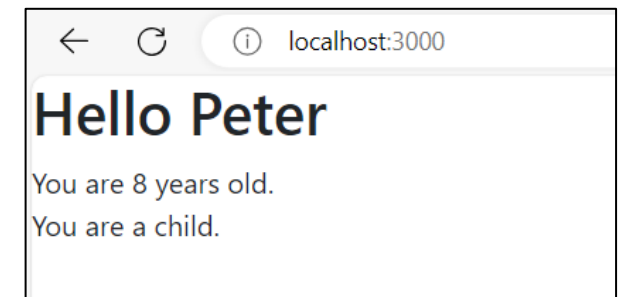 localhost:3000
Hello Peter
You are 8 years old.
You are a child.